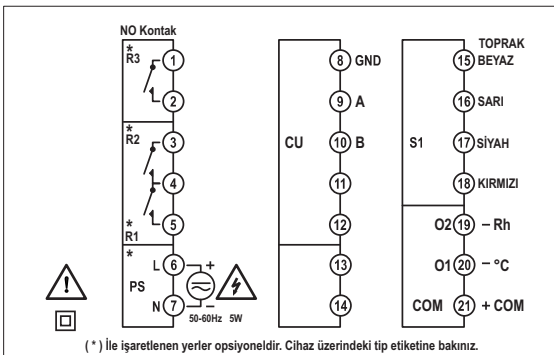 NO Kontak
*
R3
1
2
*
R2
3
4
5
*
R1
*
PS
L 6 +
N 7
50-60Hz 5W
CU
8 GND
9 A
10 B
11
12
13
14
TOPRAK
15 BEYAZ
16 SARI
S1
17 SİYAH
18 KIRMIZI
O2 19 – Rh
O1 20 – °C
COM 21 + COM
( * ) İle işaretlenen yerler opsiyoneldir. Cihaz üzerindeki tip etiketine bakınız.